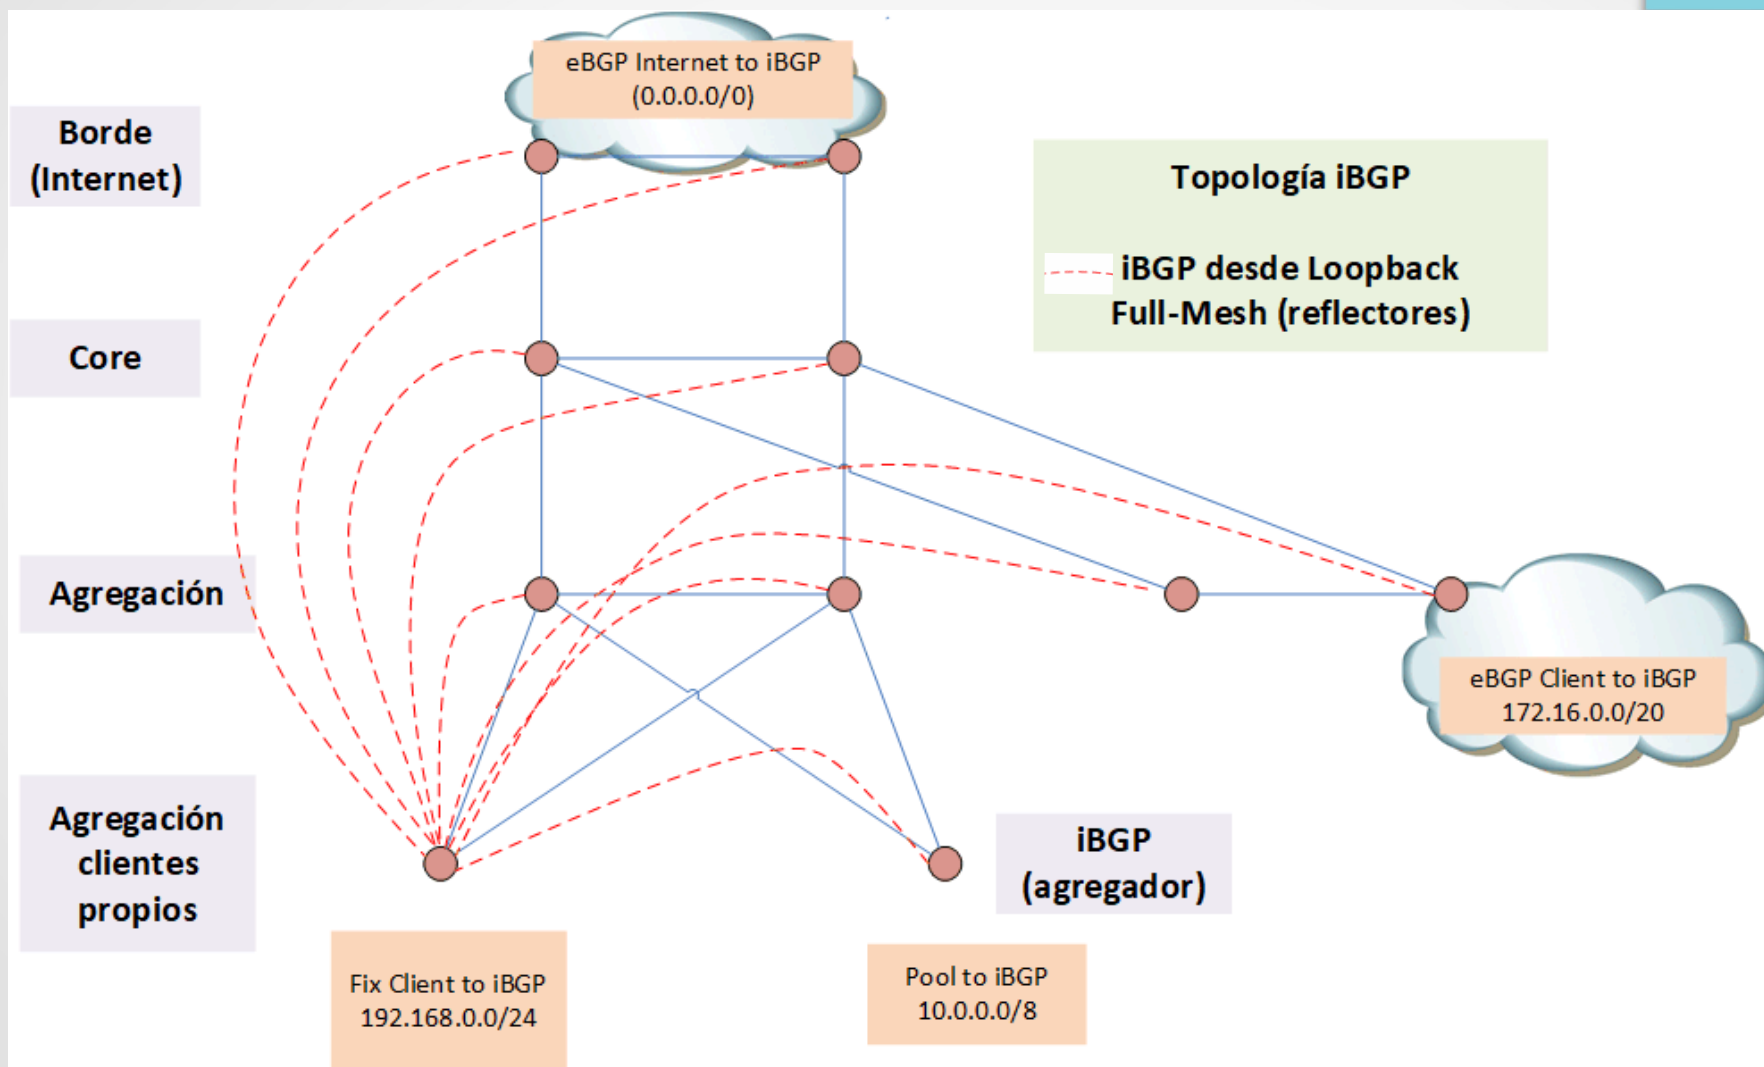 eBGP Internet to iBGP
(0.0.0.0/0)
Borde
(Internet)
Topología iBGP
iBGP desde Loopback
Full-Mesh (reflectores)
Core
Agregación
eBGP Client to iBGP
172.16.0.0/20
Agregación
clientes
propios
iBGP
(agregador)
Fix Client to iBGP
192.168.0.0/24
Pool to iBGP
10.0.0.0/8